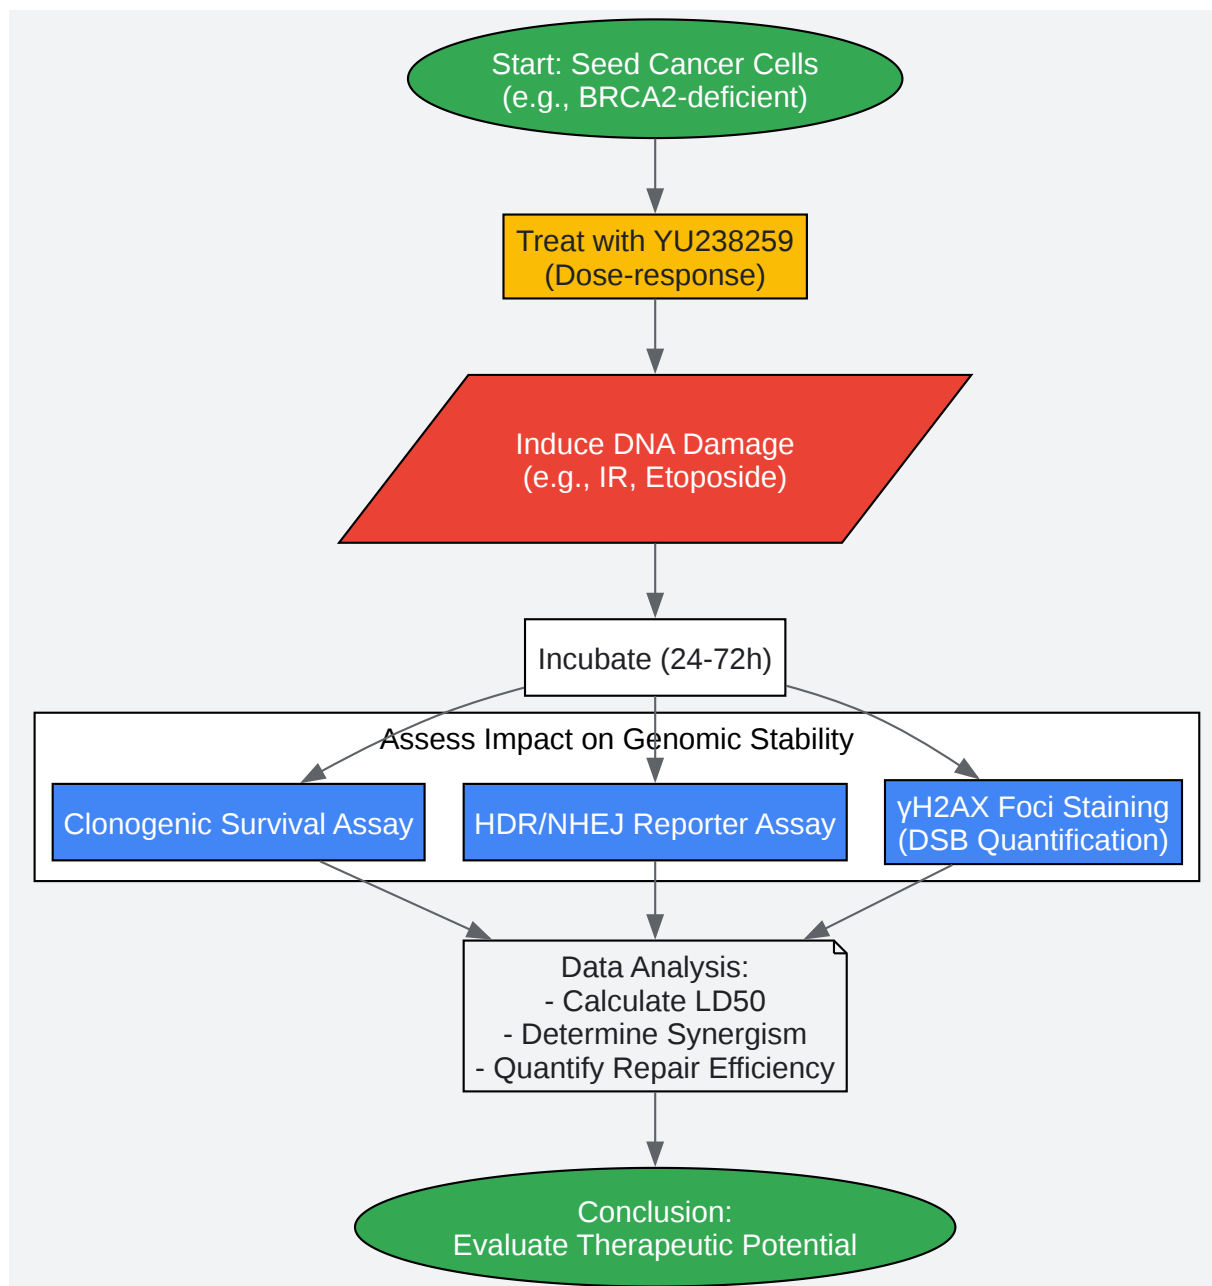 Start: Seed Cancer Cells
(e.g., BRCA2-deficient)
Treat with YU238259
(Dose-response)
Induce DNA Damage
(e.g., IR, Etoposide)
Incubate (24-72h)
Assess Impact on Genomic Stability
Clonogenic Survival Assay
HDR/NHEJ Reporter Assay
γH2AX Foci Staining
(DSB Quantification)
Data Analysis:
- Calculate LD50
- Determine Synergism
- Quantify Repair Efficiency
Conclusion:
Evaluate Therapeutic Potential